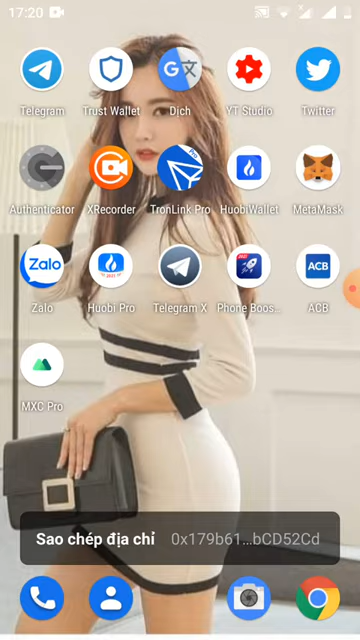 17:20
Telegram
Trust Wallet
Dịch
YT Studio
Twitter
Authenticator
XRecorder
TronLink Pro
HuobiWallet
MetaMask
Zalo
Zalo
Huobi Pro
Telegram X
Phone Boos...
ACB
ACB
MXC Pro
Sao chép địa chỉ 0x179b61...bCD52Cd